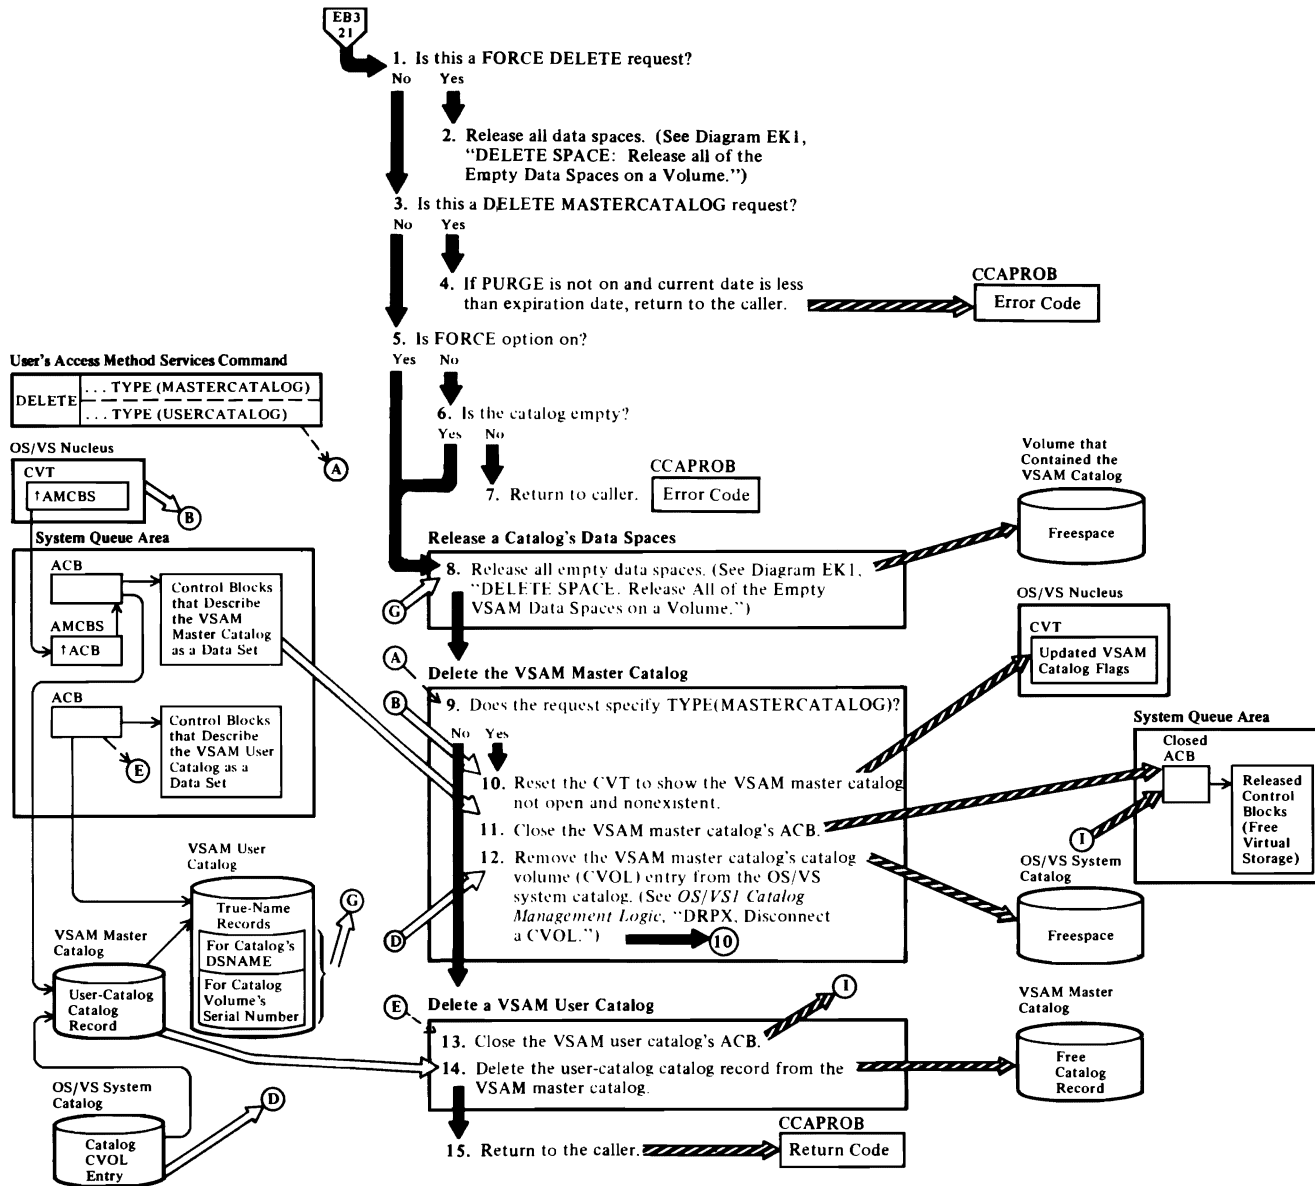 EB3
21
1. Is this a FORCE DELETE request?
No Yes
2. Release all data spaces. (See Diagram EK1,
“DELETE SPACE: Release all of the
Empty Data Spaces on a Volume.”)
3. Is this a DELETE MASTERCATALOG request?
No Yes
4. If PURGE is not on and current date is less
than expiration date, return to the caller.
CCAPROB
Error Code
5. Is FORCE option on?
Yes No
6. Is the catalog empty?
Yes No
7. Return to caller.
CCAPROB
Error Code
User's Access Method Services Command
DELETE
. . . TYPE (MASTERCATALOG)
. . . TYPE (USERCATALOG)
A
OS/VS Nucleus
CVT
↑AMCBS
B
System Queue Area
ACB
Control Blocks
that Describe
the VSAM
Master Catalog
as a Data Set
AMCBS
↑ACB
ACB
Control Blocks
that Describe
the VSAM User
Catalog as a
Data Set
E
VSAM User
Catalog
True-Name
Records
For Catalog's
DSNAME
For Catalog
Volume's
Serial Number
G
VSAM Master
Catalog
User-Catalog
Catalog
Record
OS/VS System
Catalog
Catalog
CVOL
Entry
D
Release a Catalog's Data Spaces
8. Release all empty data spaces. (See Diagram EK1,
“DELETE SPACE. Release All of the Empty
VSAM Data Spaces on a Volume.”)
G
Volume that
Contained the
VSAM Catalog
Freespace
A
Delete the VSAM Master Catalog
9. Does the request specify TYPE(MASTERCATALOG)?
B
No Yes
10. Reset the CVT to show the VSAM master catalog
not open and nonexistent.
11. Close the VSAM master catalog's ACB.
12. Remove the VSAM master catalog's catalog
volume (CVOL) entry from the OS/VS
system catalog. (See OS/VS1 Catalog
Management Logic, “DRPX, Disconnect
a CVOL.”)
10
D
OS/VS Nucleus
CVT
Updated VSAM
Catalog Flags
System Queue Area
Closed
ACB
Released
Control
Blocks
(Free
Virtual
Storage)
I
OS/VS System
Catalog
Freespace
Delete a VSAM User Catalog
E
I
13. Close the VSAM user catalog's ACB.
14. Delete the user-catalog catalog record from the
VSAM master catalog.
VSAM Master
Catalog
Free
Catalog
Record
15. Return to the caller.
CCAPROB
Return Code